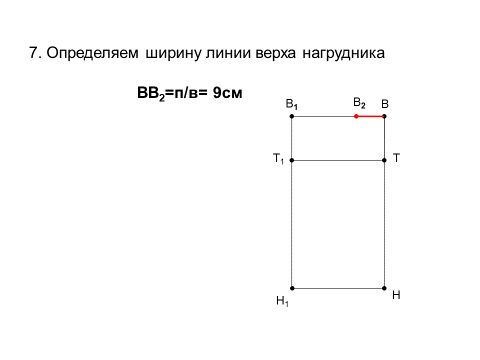 7. Определяем ширину линии верха нагрудника
ВВ₂=п/в= 9см
В₁ В₂ В
Т₁ Т
Н₁ Н